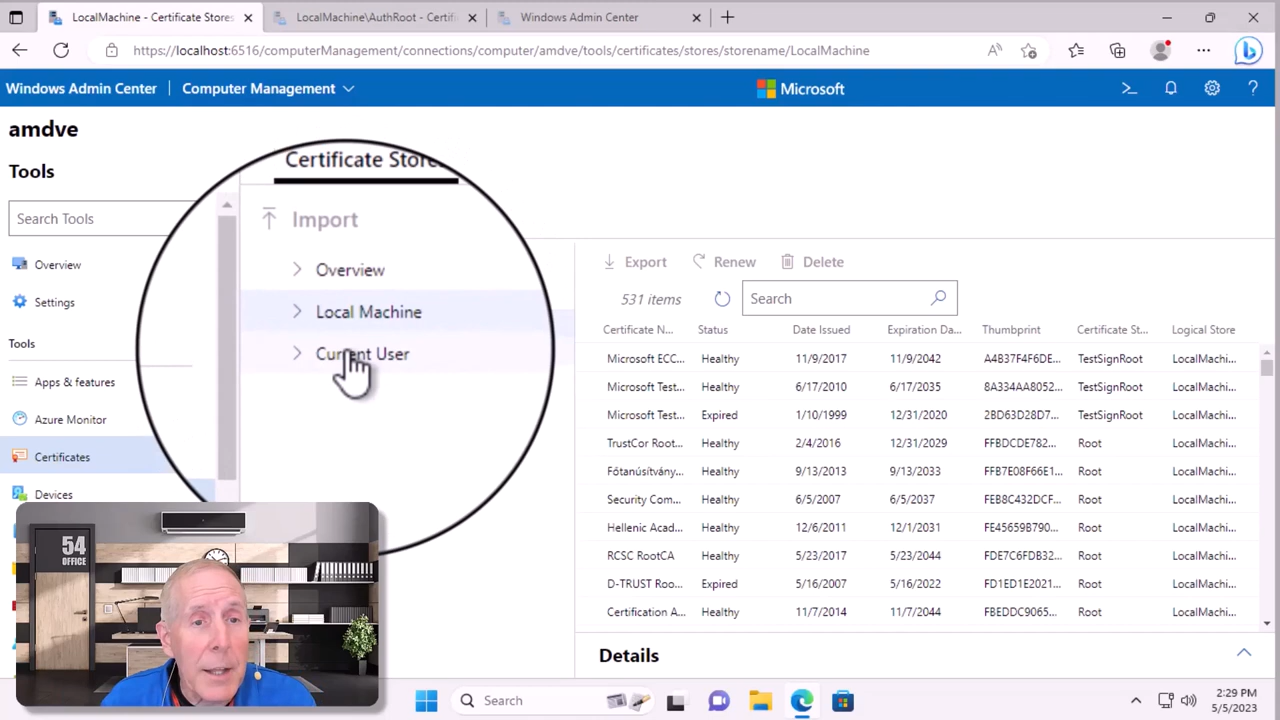 LocalMachine - Certificate Stores
LocalMachine\AuthRoot - Certifi
Windows Admin Center
https://localhost:6516/computerManagement/connections/computer/amdve/tools/certificates/stores/storename/LocalMachine
Windows Admin Center
Computer Management
Microsoft
amdve
Tools
Search Tools
Overview
Settings
Tools
Apps & features
Azure Monitor
Certificates
Devices
Certificate Stores
Import
Overview
Local Machine
Current User
Export Renew Delete
531 items
Search
Certificate N... Status Date Issued Expiration Da... Thumbprint Certificate St... Logical Store
Microsoft ECC... Healthy 11/9/2017 11/9/2042 A4B37F4F6DE... TestSignRoot LocalMachi...
Microsoft Test... Healthy 6/17/2010 6/17/2035 8A334AA8052... TestSignRoot LocalMachi...
Microsoft Test... Expired 1/10/1999 12/31/2020 2BD63D28D7... TestSignRoot LocalMachi...
TrustCor Root... Healthy 2/4/2016 12/31/2029 FFBDCDE782... Root LocalMachi...
Főtanúsítvány... Healthy 9/13/2013 9/13/2033 FFB7E08F66E1... Root LocalMachi...
Security Com... Healthy 6/5/2007 6/5/2037 FEB8C432DCF... Root LocalMachi...
Hellenic Acad... Healthy 12/6/2011 12/1/2031 FE45659B790... Root LocalMachi...
RCSC RootCA Healthy 5/23/2017 5/23/2044 FDE7C6FDB32... Root LocalMachi...
D-TRUST Roo... Expired 5/16/2007 5/16/2022 FD1ED1E2021... Root LocalMachi...
Certification A... Healthy 11/7/2014 11/7/2044 FBEDDC9065... Root LocalMachi...
Details
54
OFFICE
Search
2:29 PM
5/5/2023